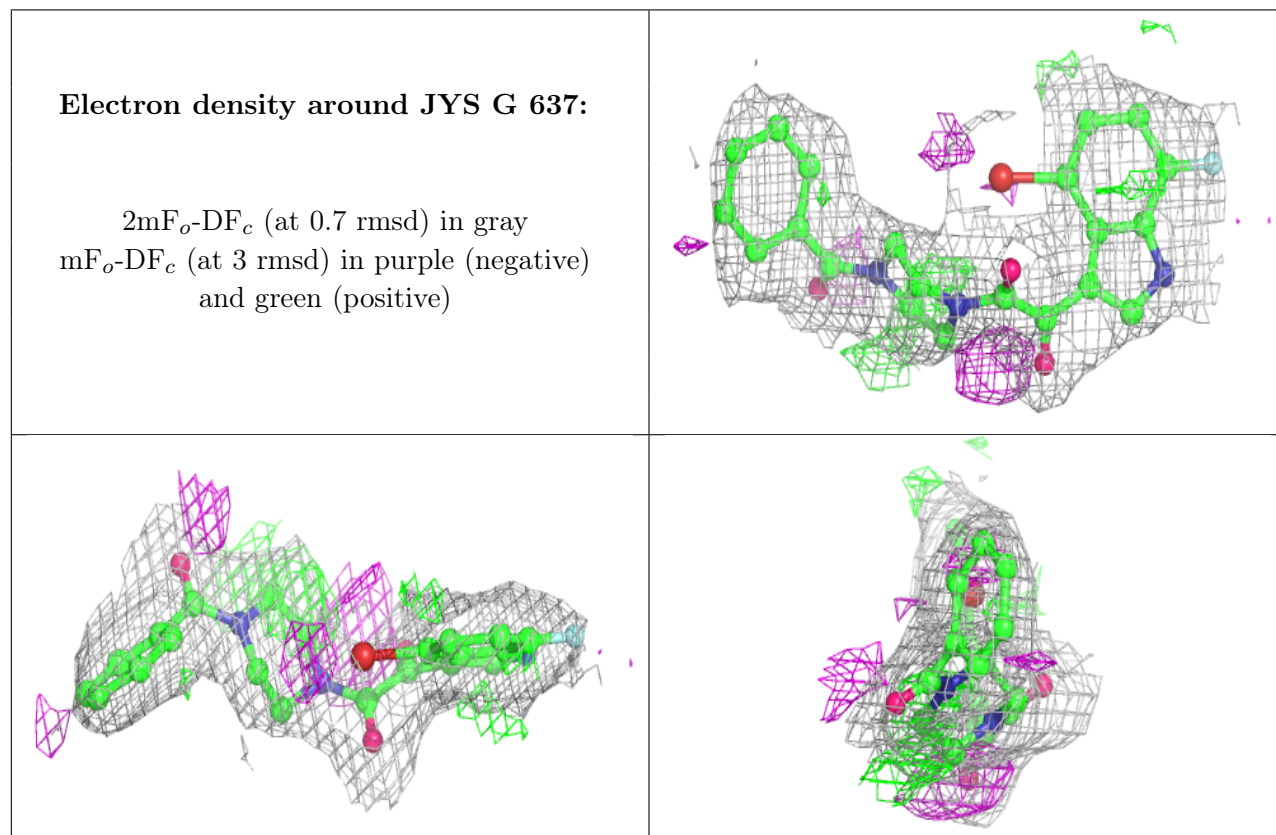 Electron density around JYS G 637:
2mFo-DFc (at 0.7 rmsd) in gray
mFo-DFc (at 3 rmsd) in purple (negative)
and green (positive)